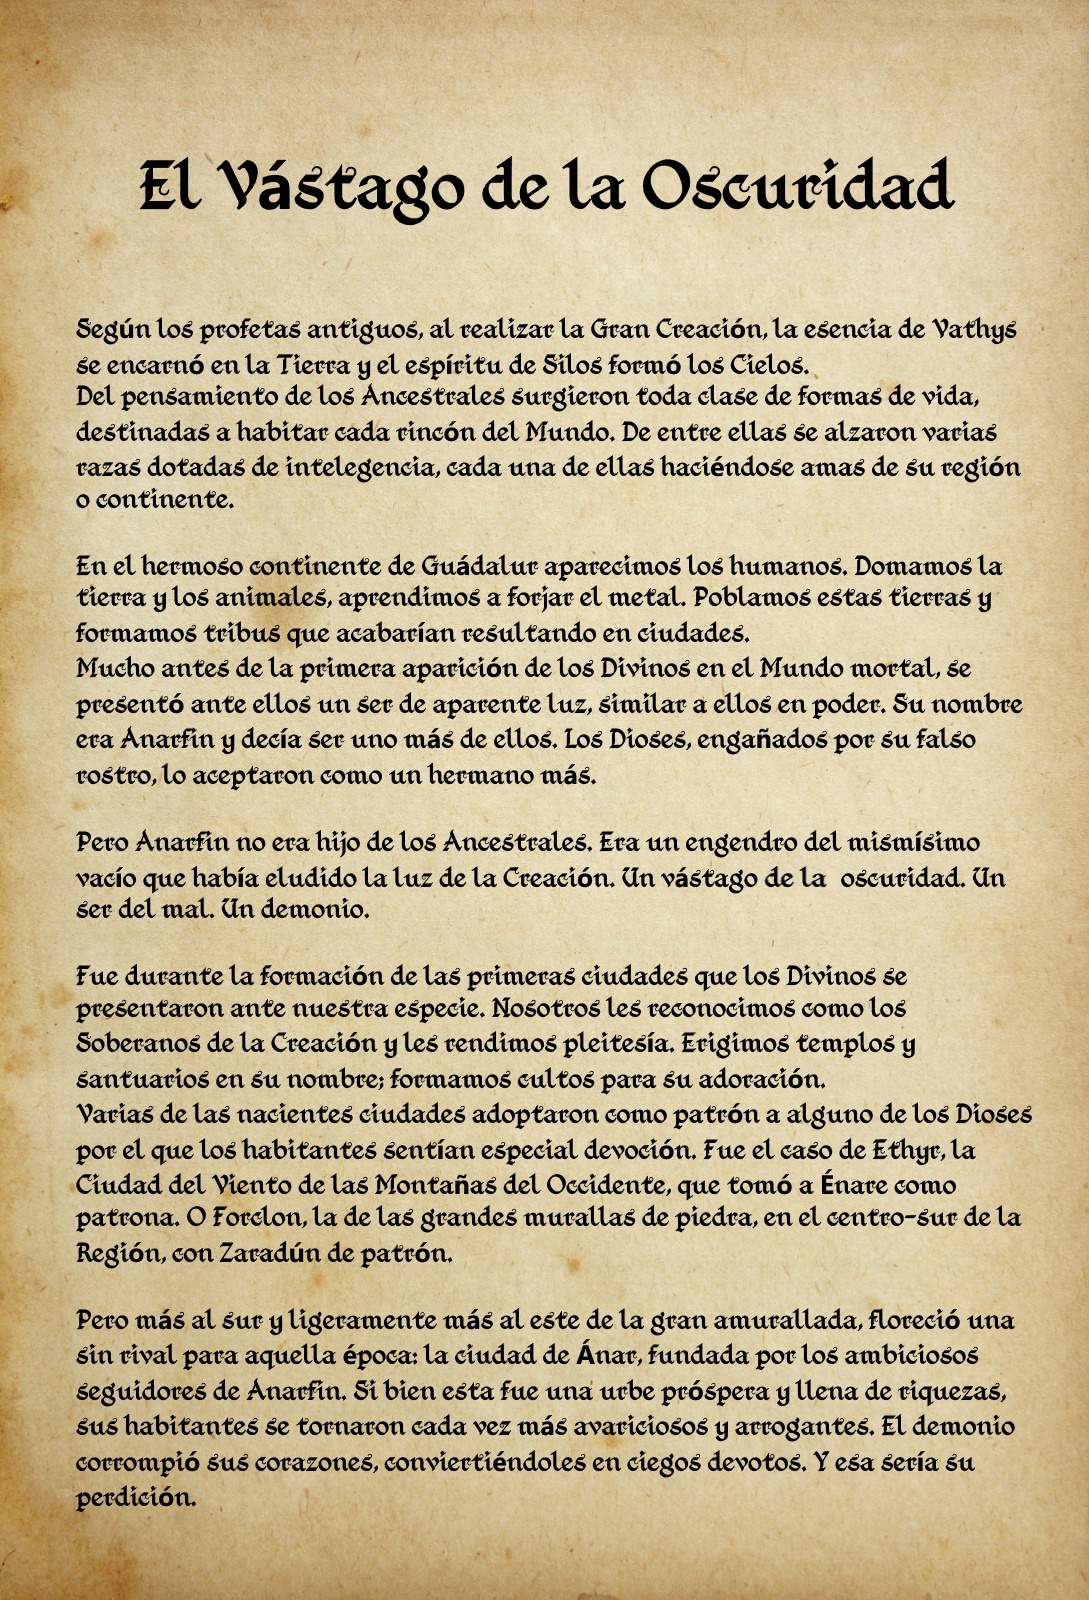 El Vástago de la Oscuridad
Según los profetas antiguos, al realizar la Gran Creación, la esencia de Vathys
se encarnó en la Tierra y el espíritu de Silos formó los Cielos.
Del pensamiento de los Ancestrales surgieron toda clase de formas de vida,
destinadas a habitar cada rincón del Mundo. De entre ellas se alzaron varias
razas dotadas de intelegencia, cada una de ellas haciéndose amas de su región
o continente.
En el hermoso continente de Guádalur aparecimos los humanos. Domamos la
tierra y los animales, aprendimos a forjar el metal. Poblamos estas tierras y
formamos tribus que acabarían resultando en ciudades.
Mucho antes de la primera aparición de los Divinos en el Mundo mortal, se
presentó ante ellos un ser de aparente luz, similar a ellos en poder. Su nombre
era Anarfin y decía ser uno más de ellos. Los Dioses, engañados por su falso
rostro, lo aceptaron como un hermano más.
Pero Anarfin no era hijo de los Ancestrales. Era un engendro del mismísimo
vacío que había eludido la luz de la Creación. Un vástago de la  oscuridad. Un
ser del mal. Un demonio.
Fue durante la formación de las primeras ciudades que los Divinos se
presentaron ante nuestra especie. Nosotros les reconocimos como los
Soberanos de la Creación y les rendimos pleitesía. Erigimos templos y
santuarios en su nombre; formamos cultos para su adoración.
Varias de las nacientes ciudades adoptaron como patrón a alguno de los Dioses
por el que los habitantes sentían especial devoción. Fue el caso de Ethyr, la
Ciudad del Viento de las Montañas del Occidente, que tomó a Énare como
patrona. O Forclon, la de las grandes murallas de piedra, en el centro-sur de la
Región, con Zaradún de patrón.
Pero más al sur y ligeramente más al este de la gran amurallada, floreció una
sin rival para aquella época: la ciudad de Ánar, fundada por los ambiciosos
seguidores de Anarfin. Si bien esta fue una urbe próspera y llena de riquezas,
sus habitantes se tornaron cada vez más avariciosos y arrogantes. El demonio
corrompió sus corazones, conviertiéndoles en ciegos devotos. Y esa sería su
perdición.